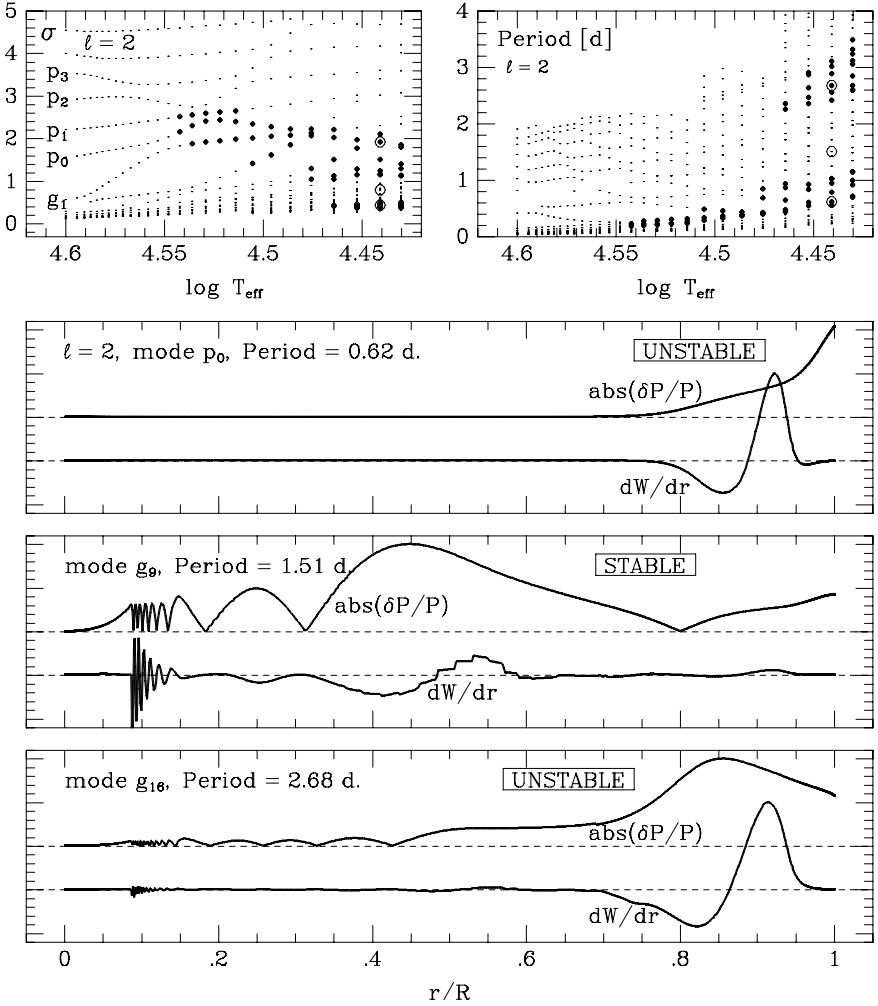 5
4
3
2
1
0
σ
ℓ = 2
p₃
p₂
p₁
p₀
g₁
4.6
4.55
4.5
4.45
log T_eff
4
3
2
1
0
Period [d]
ℓ = 2
4.6
4.55
4.5
4.45
log T_eff
ℓ = 2, mode p₀, Period = 0.62 d.
UNSTABLE
abs(δP/P)
dW/dr
mode g₉, Period = 1.51 d.
STABLE
abs(δP/P)
dW/dr
mode g₁₆, Period = 2.68 d.
UNSTABLE
abs(δP/P)
dW/dr
0
.2
.4
.6
.8
1
r/R